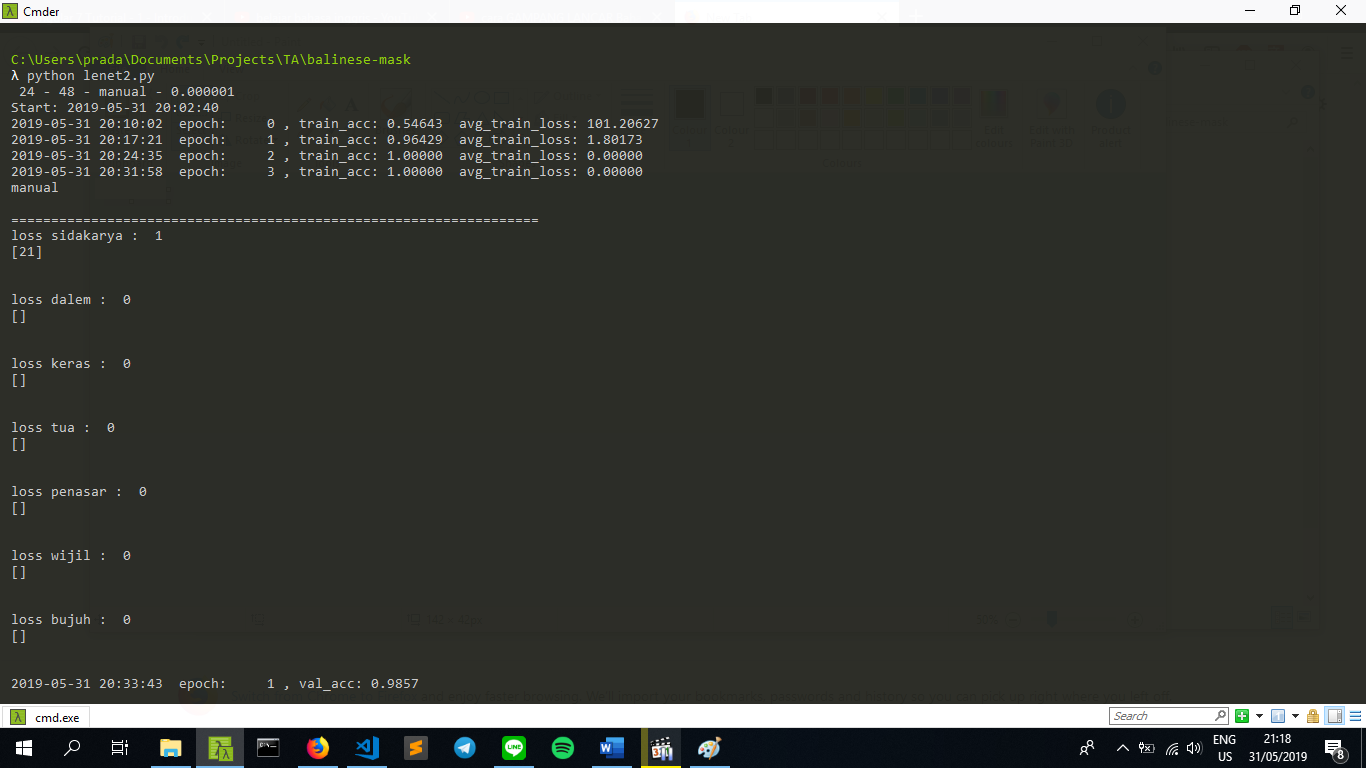 Cmder
C:\Users\prada\Documents\Projects\TA\balinese-mask
λ python lenet2.py
24 - 48 - manual - 0.000001
Start: 2019-05-31 20:02:40
2019-05-31 20:10:02 epoch: 0 , train_acc: 0.54643 avg_train_loss: 101.20627
2019-05-31 20:17:21 epoch: 1 , train_acc: 0.96429 avg_train_loss: 1.80173
2019-05-31 20:24:35 epoch: 2 , train_acc: 1.00000 avg_train_loss: 0.00000
2019-05-31 20:31:58 epoch: 3 , train_acc: 1.00000 avg_train_loss: 0.00000
manual
==================================================================
loss sidakarya : 1
[21]
loss dalem : 0
[]
loss keras : 0
[]
loss tua : 0
[]
loss penasar : 0
[]
loss wijil : 0
[]
loss bujuh : 0
[]
2019-05-31 20:33:43 epoch: 1 , val_acc: 0.9857
cmd.exe
Search
ENG
US
21:18
31/05/2019
8